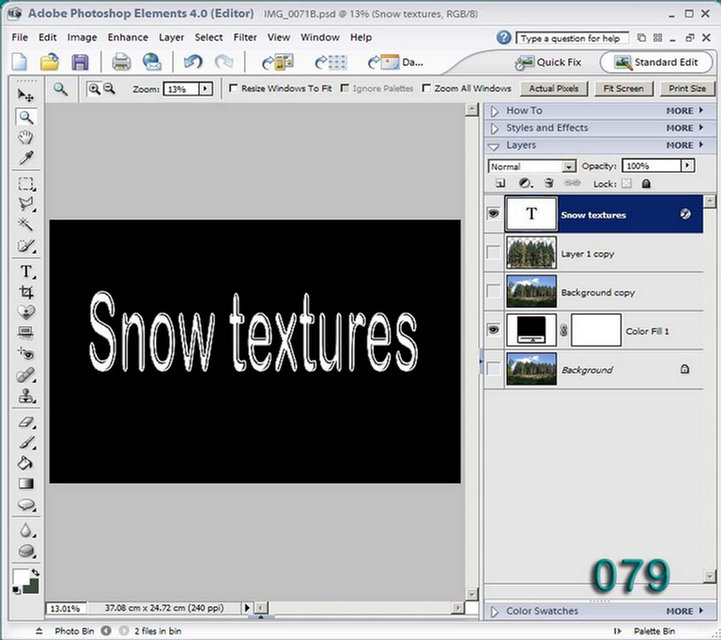 Adobe Photoshop Elements 4.0 (Editor) IMG_0071B.psd @ 13% (Snow textures, RGB/8)
File Edit Image Enhance Layer Select Filter View Window Help Type a question for help
Da... Quick Fix Standard Edit
Zoom: 13% Resize Windows To Fit Ignore Palettes Zoom All Windows Actual Pixels Fit Screen Print Size
How To MORE
Styles and Effects MORE
Layers MORE
Normal Opacity: 100%
Lock:
T Snow textures
Layer 1 copy
Background copy
Color Fill 1
Background
Snow textures
079
13.01% 37.08 cm x 24.72 cm (240 ppi)
Color Swatches MORE
Photo Bin 2 files in bin Palette Bin